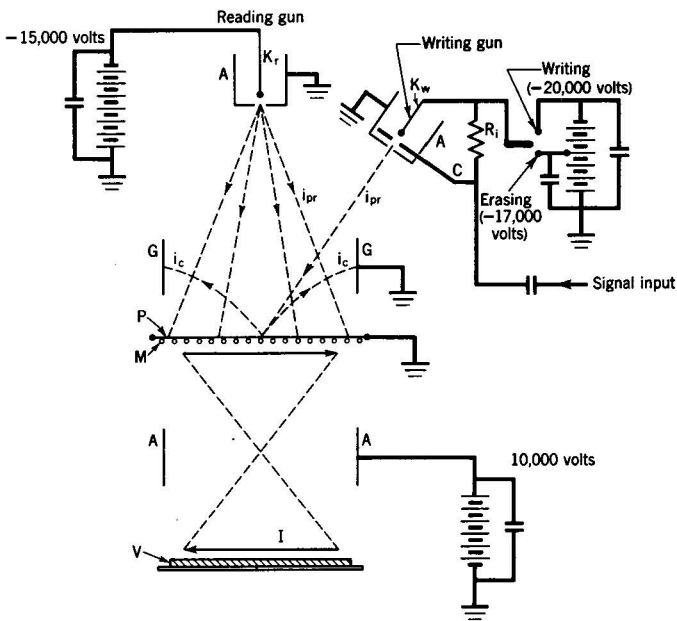 Reading gun
−15,000 volts
A
Kr
Writing gun
Kw
Writing
(−20,000 volts)
A
Ri
C
Erasing
(−17,000
volts)
ipr
ipr
G
ic
ic
G
Signal input
P
M
A
A
10,000 volts
I
V